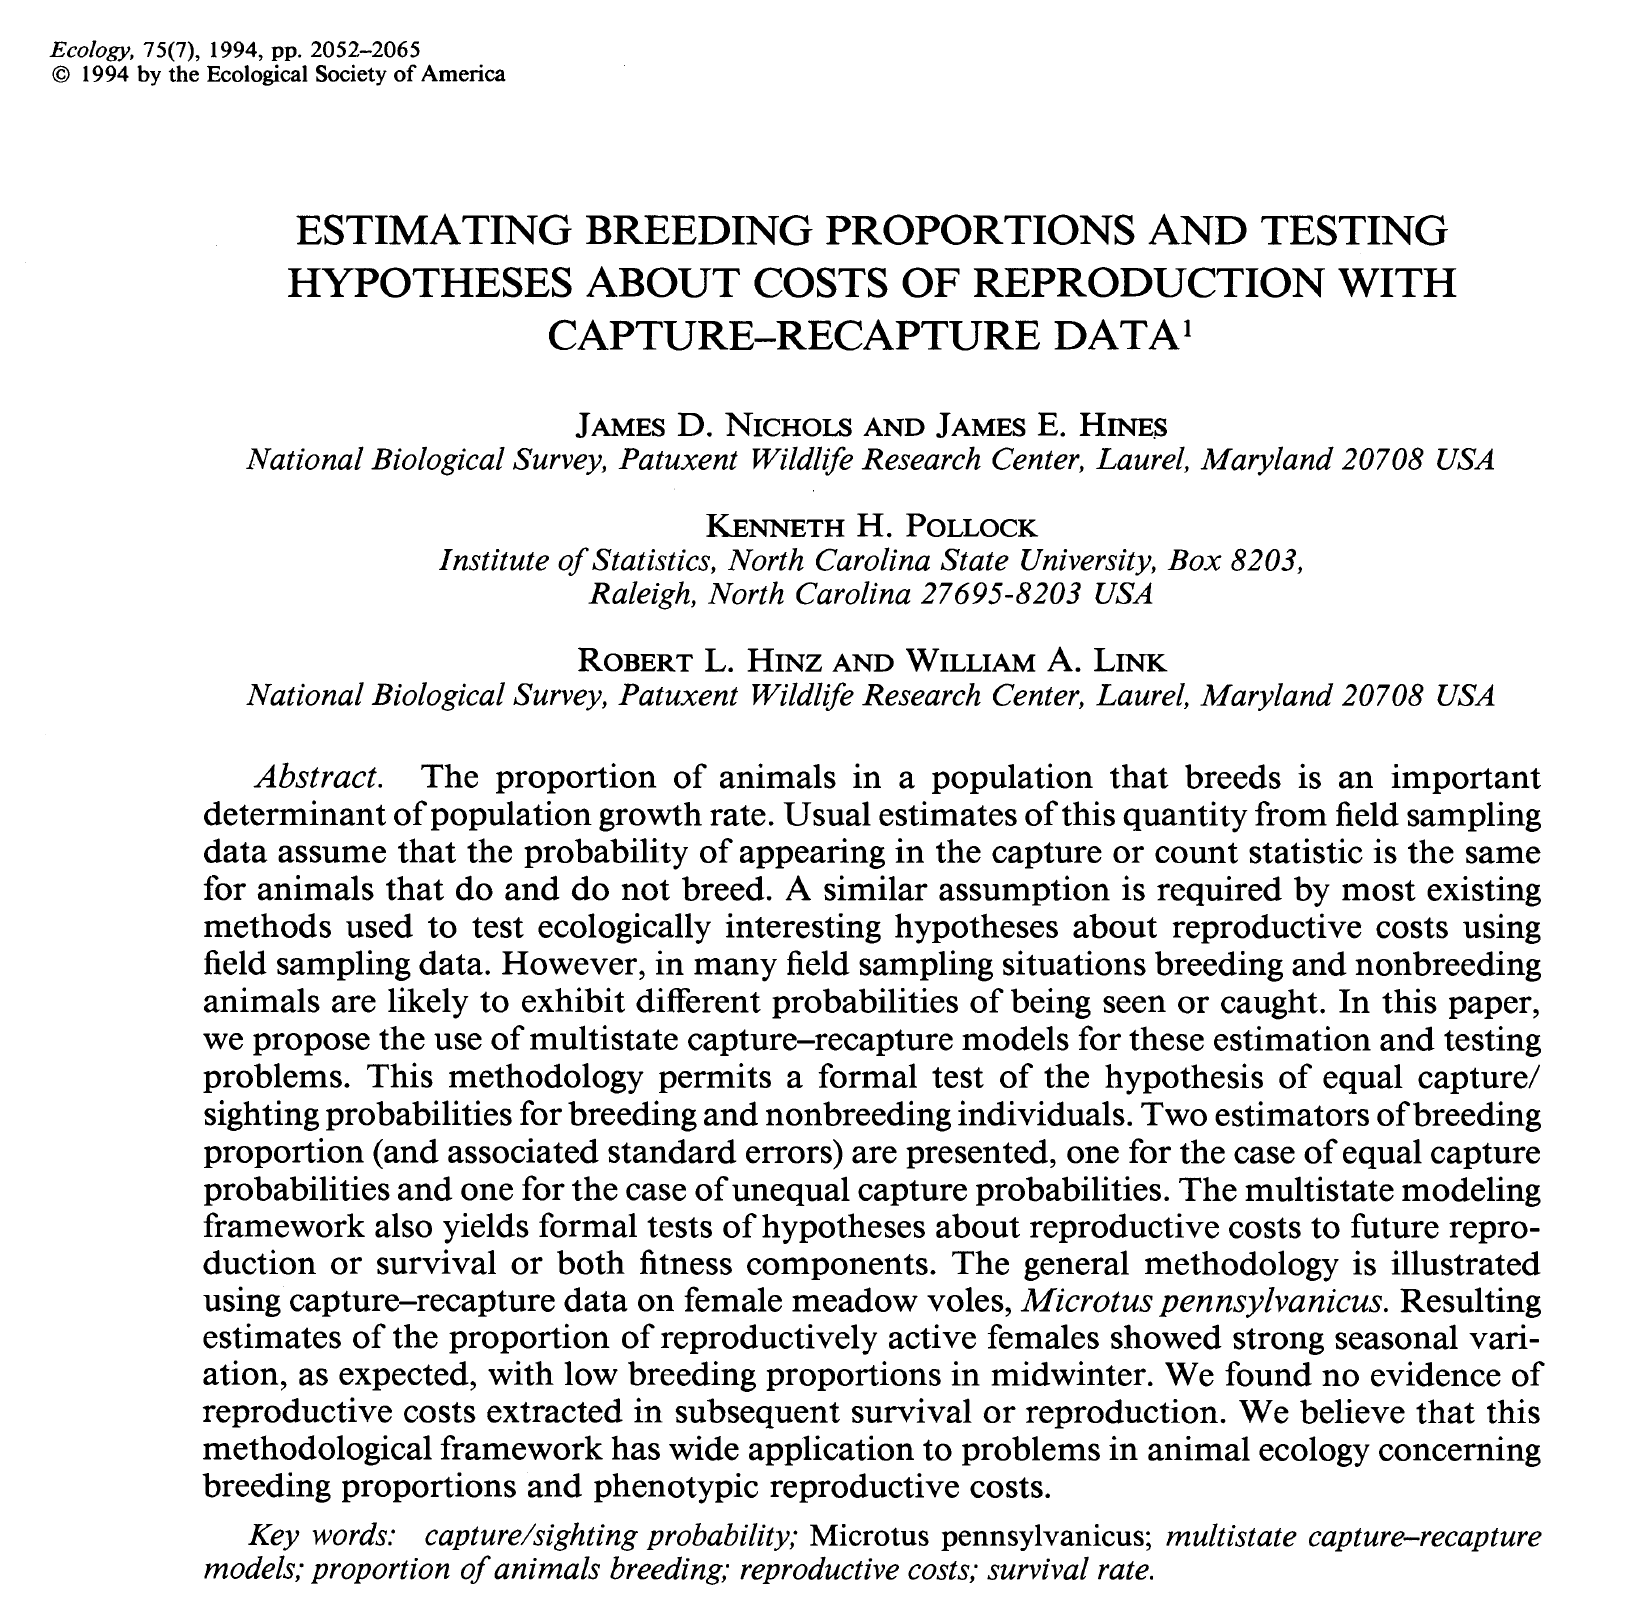 Ecology, 75(7), 1994, pp. 2052–2065
© 1994 by the Ecological Society of America
ESTIMATING BREEDING PROPORTIONS AND TESTING
HYPOTHESES ABOUT COSTS OF REPRODUCTION WITH
CAPTURE–RECAPTURE DATA¹
JAMES D. NICHOLS AND JAMES E. HINES
National Biological Survey, Patuxent Wildlife Research Center, Laurel, Maryland 20708 USA
KENNETH H. POLLOCK
Institute of Statistics, North Carolina State University, Box 8203,
Raleigh, North Carolina 27695-8203 USA
ROBERT L. HINZ AND WILLIAM A. LINK
National Biological Survey, Patuxent Wildlife Research Center, Laurel, Maryland 20708 USA
Abstract. The proportion of animals in a population that breeds is an important
determinant of population growth rate. Usual estimates of this quantity from field sampling
data assume that the probability of appearing in the capture or count statistic is the same
for animals that do and do not breed. A similar assumption is required by most existing
methods used to test ecologically interesting hypotheses about reproductive costs using
field sampling data. However, in many field sampling situations breeding and nonbreeding
animals are likely to exhibit different probabilities of being seen or caught. In this paper,
we propose the use of multistate capture–recapture models for these estimation and testing
problems. This methodology permits a formal test of the hypothesis of equal capture/
sighting probabilities for breeding and nonbreeding individuals. Two estimators of breeding
proportion (and associated standard errors) are presented, one for the case of equal capture
probabilities and one for the case of unequal capture probabilities. The multistate modeling
framework also yields formal tests of hypotheses about reproductive costs to future repro-
duction or survival or both fitness components. The general methodology is illustrated
using capture–recapture data on female meadow voles, Microtus pennsylvanicus. Resulting
estimates of the proportion of reproductively active females showed strong seasonal vari-
ation, as expected, with low breeding proportions in midwinter. We found no evidence of
reproductive costs extracted in subsequent survival or reproduction. We believe that this
methodological framework has wide application to problems in animal ecology concerning
breeding proportions and phenotypic reproductive costs.
Key words: capture/sighting probability; Microtus pennsylvanicus; multistate capture–recapture
models; proportion of animals breeding; reproductive costs; survival rate.